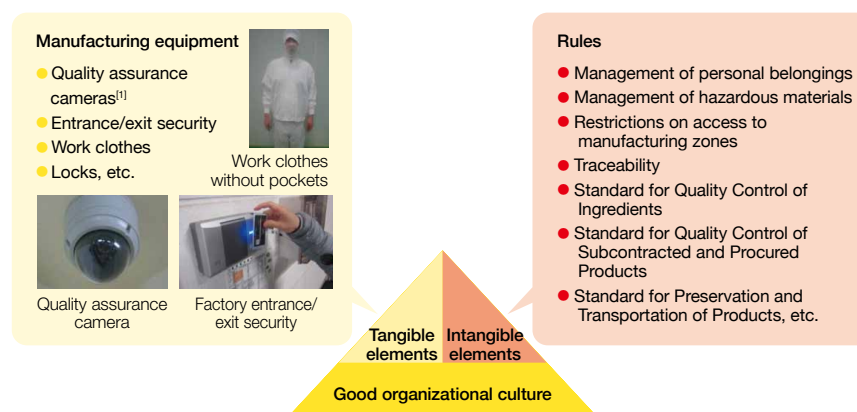 Manufacturing equipment
Quality assurance
cameras[1]
Entrance/exit security
Work clothes
Locks, etc.
Work clothes
without pockets
Quality assurance
camera
Factory entrance/
exit security
Rules
Management of personal belongings
Management of hazardous materials
Restrictions on access to
manufacturing zones
Traceability
Standard for Quality Control of
Ingredients
Standard for Quality Control of
Subcontracted and Procured
Products
Standard for Preservation and
Transportation of Products, etc.
Tangible
elements
Intangible
elements
Good organizational culture